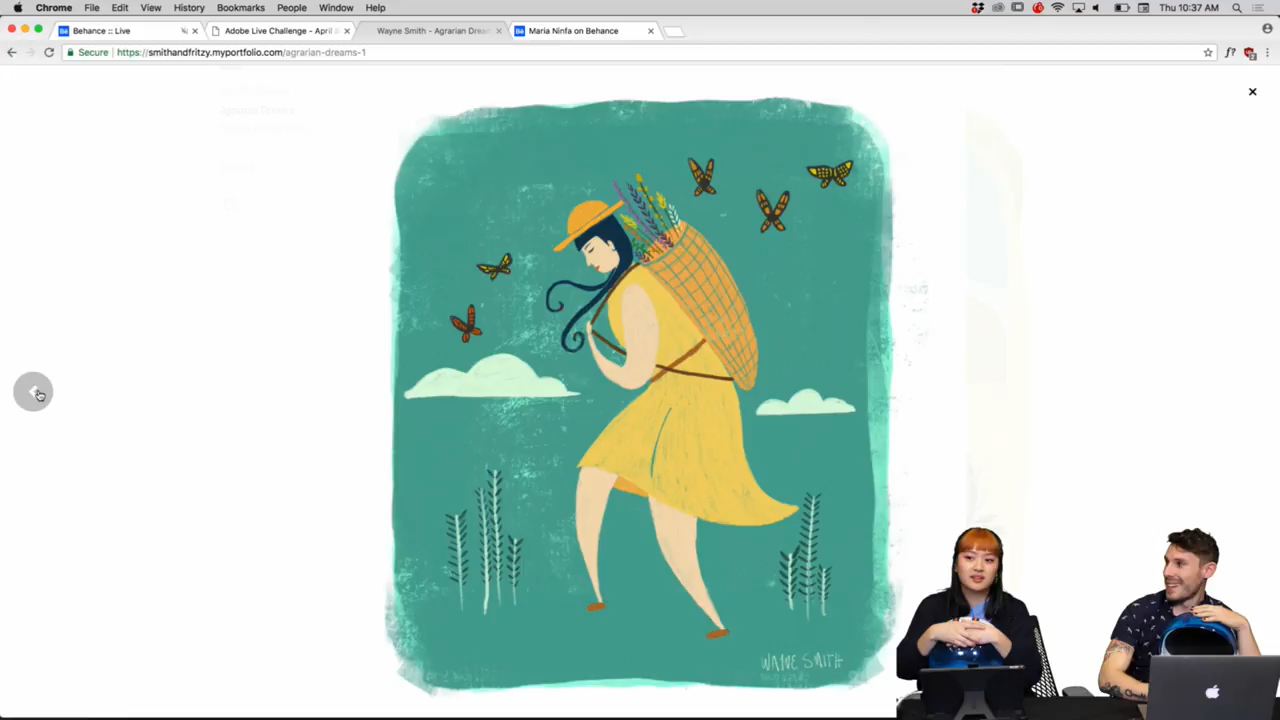 Chrome File Edit View History Bookmarks People Window Help
Thu 10:37 AM
Behance :: Live
Adobe Live Challenge - April
Wayne Smith - Agrarian Drea
Maria Ninfa on Behance
Secure
https://smithandfritzy.myportfolio.com/agrarian-dreams-1
f?
WAYNE SMITH